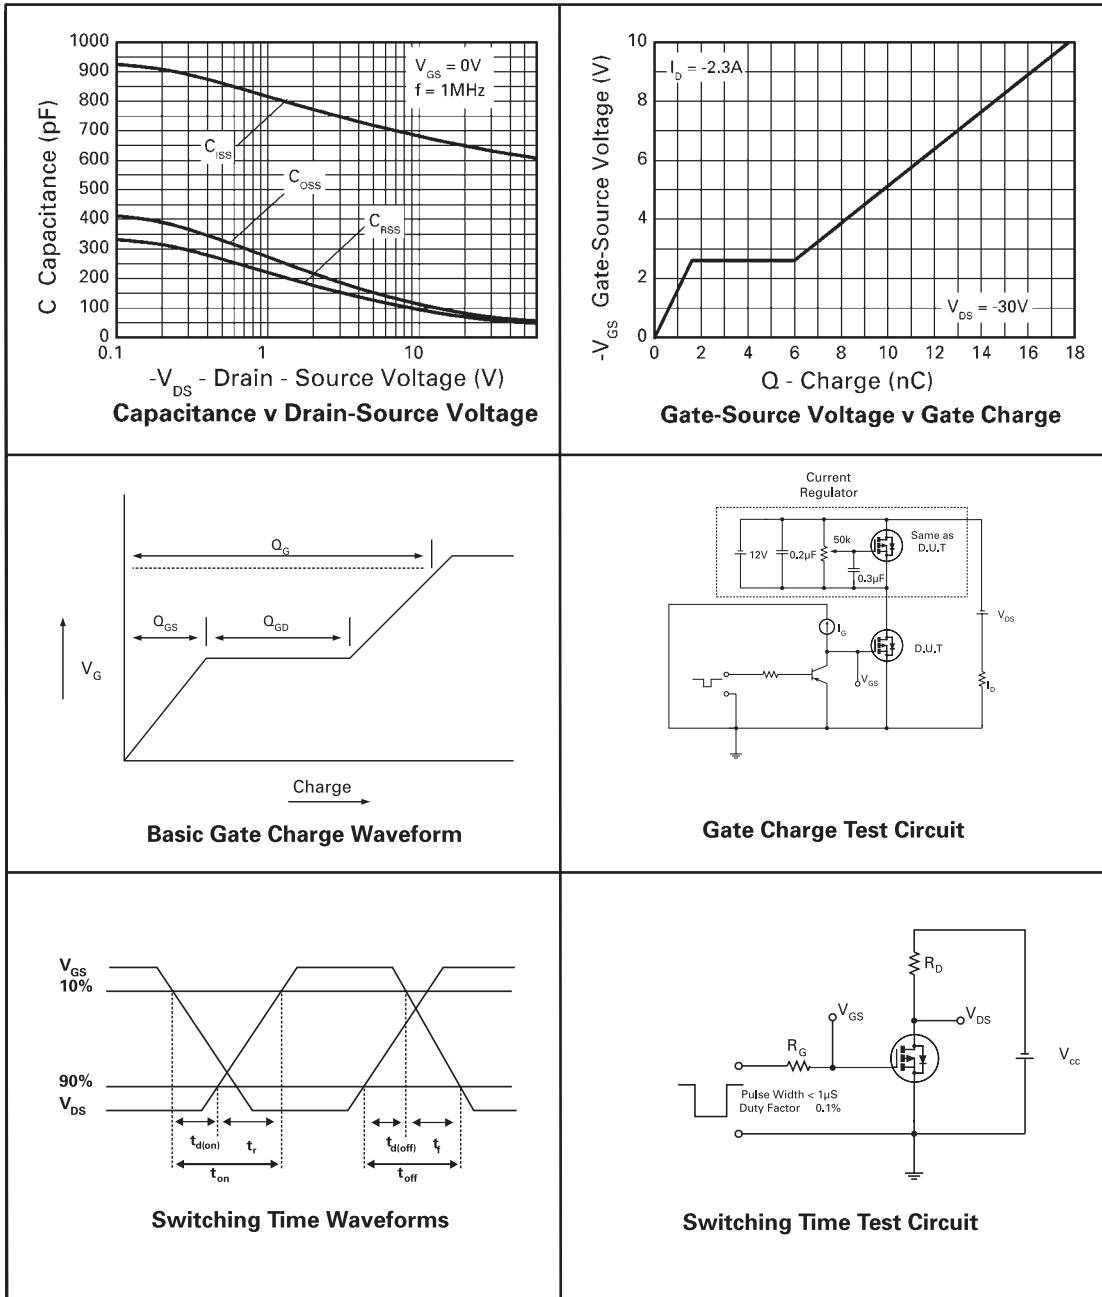 1000
900
800
700
600
500
400
300
200
100
0
C Capacitance (pF)
V_GS = 0V
f = 1MHz
C_ISS
C_OSS
C_RSS
0.1
1
10
-V_DS - Drain - Source Voltage (V)
Capacitance v Drain-Source Voltage
10
8
6
4
2
0
-V_GS Gate-Source Voltage (V)
I_D = -2.3A
V_DS = -30V
0 2 4 6 8 10 12 14 16 18
Q - Charge (nC)
Gate-Source Voltage v Gate Charge
Q_G
Q_GS
Q_GD
V_G
Charge
Basic Gate Charge Waveform
Current
Regulator
12V
0.2µF
50k
0.3µF
Same as
D.U.T
I_G
V_DS
D.U.T
V_GS
I_D
Gate Charge Test Circuit
V_GS
10%
90%
V_DS
t_d(on)
t_r
t_d(off)
t_f
t_on
t_off
Switching Time Waveforms
R_D
V_GS
V_DS
R_G
V_cc
Pulse Width < 1µS
Duty Factor 0.1%
Switching Time Test Circuit